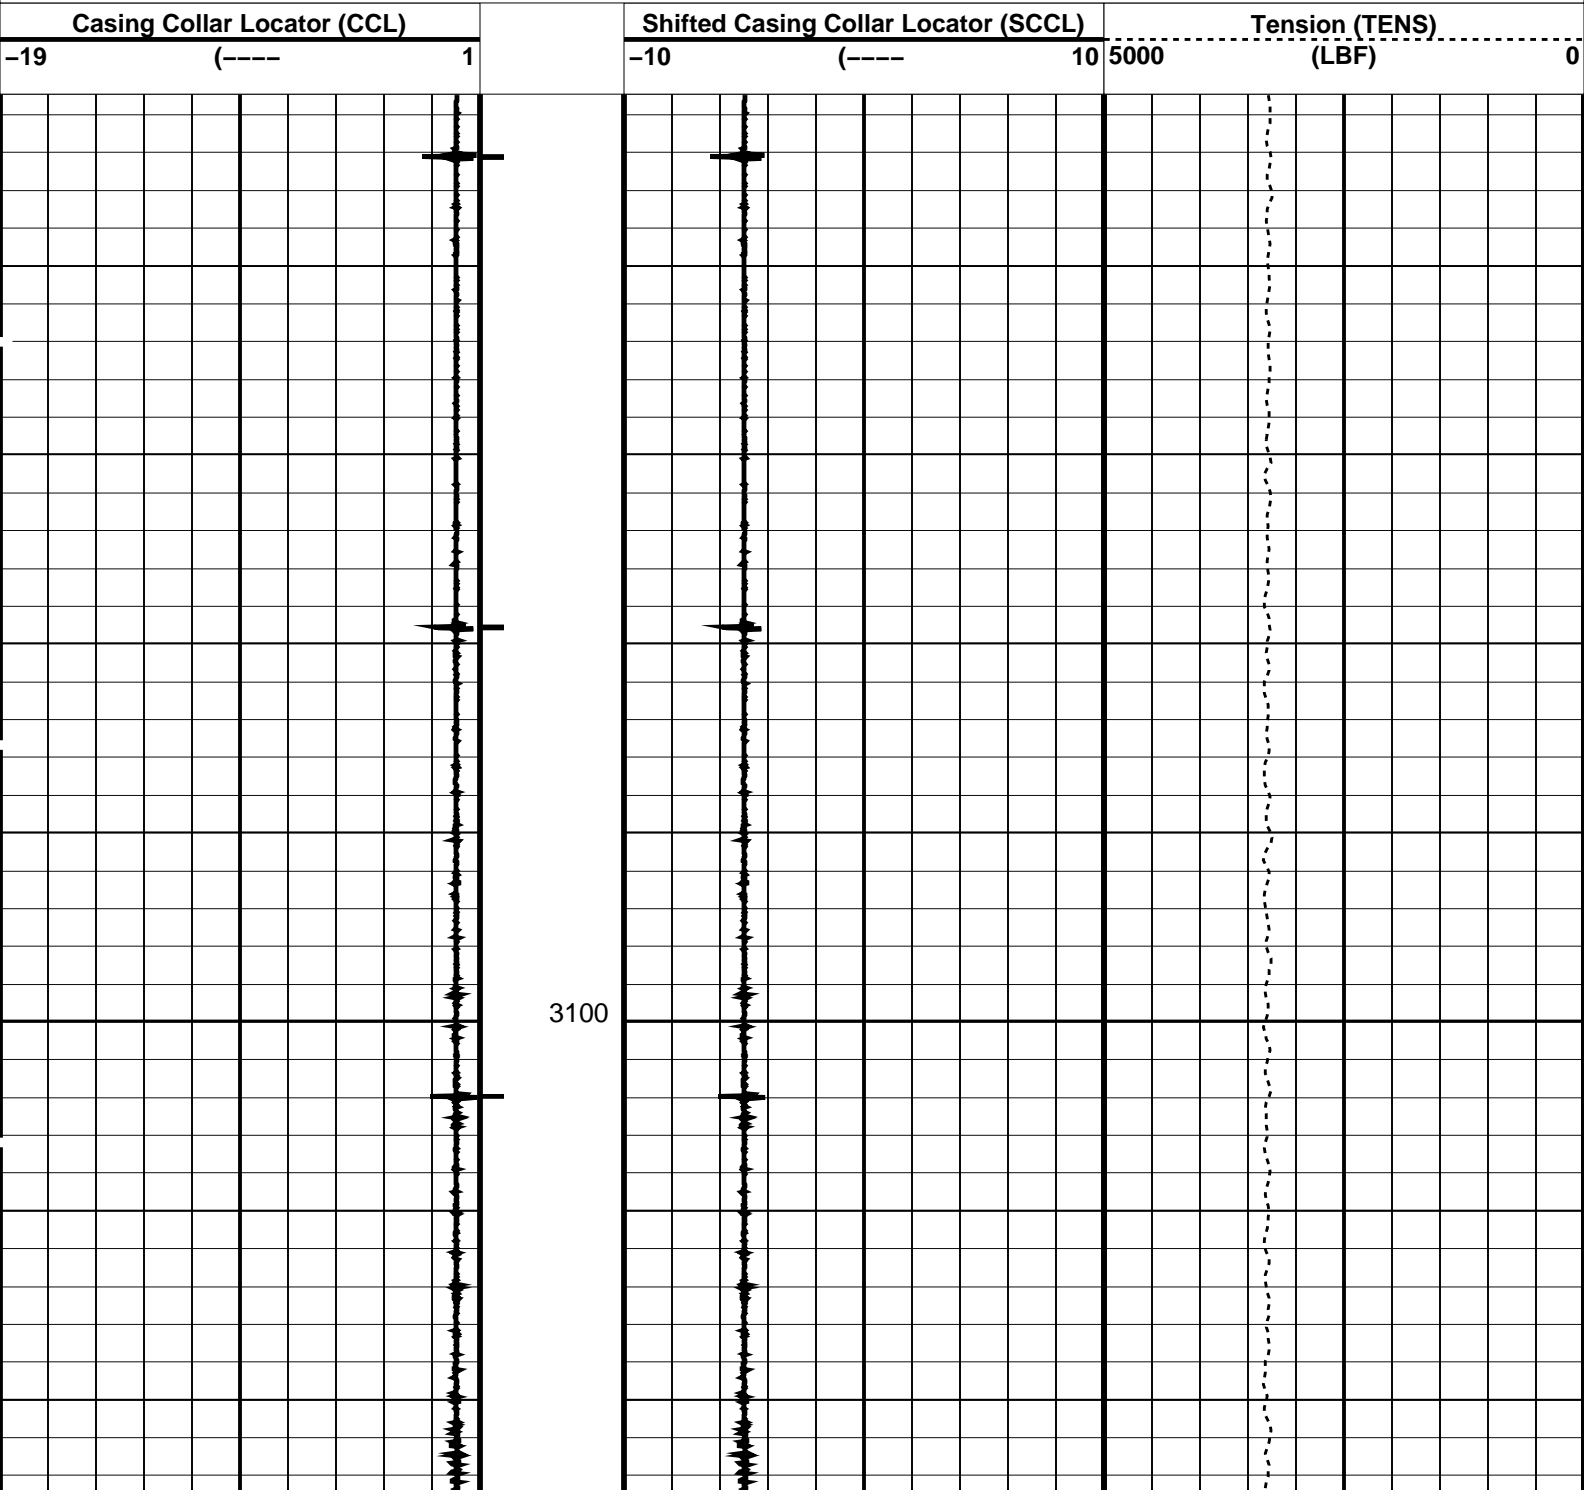 Casing Collar Locator (CCL) Shifted Casing Collar Locator (SCCL) Tension (TENS)
−19 (−−−− 1 −10 (−−−− 10 5000 (LBF) 0
3100